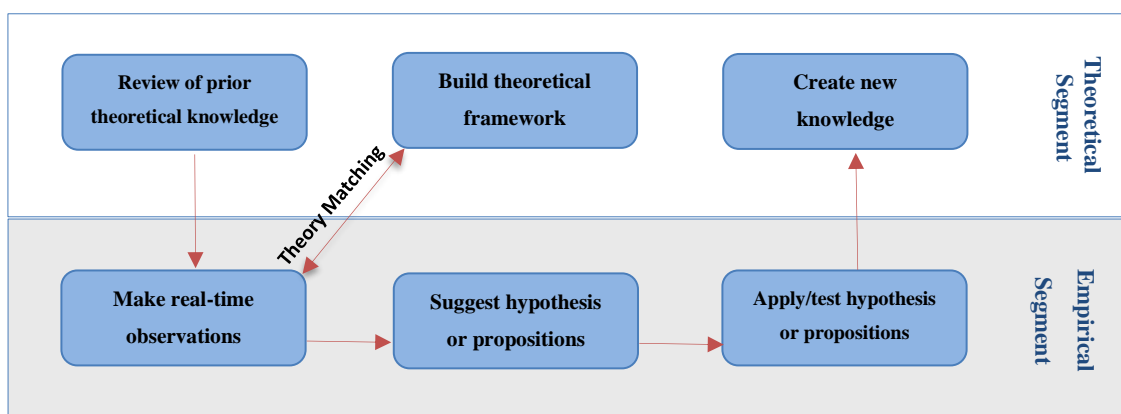 Review of prior
theoretical knowledge
Build theoretical
framework
Create new
knowledge
Theoretical
Segment
Theory Matching
Make real-time
observations
Suggest hypothesis
or propositions
Apply/test hypothesis
or propositions
Empirical
Segment